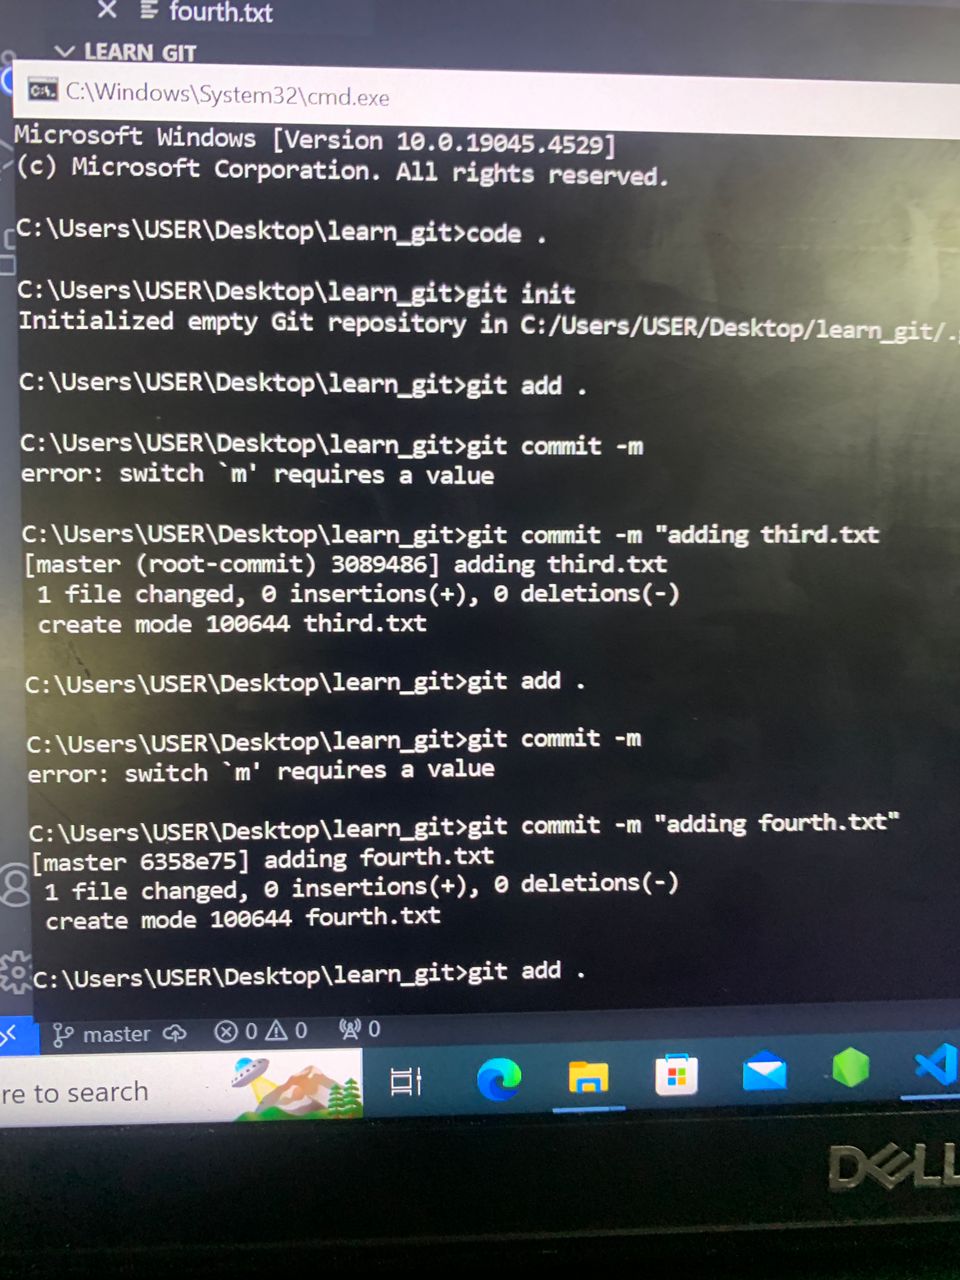 fourth.txt
LEARN GIT
C:\Windows\System32\cmd.exe
Microsoft Windows [Version 10.0.19045.4529]
(c) Microsoft Corporation. All rights reserved.
C:\Users\USER\Desktop\learn_git>code .
C:\Users\USER\Desktop\learn_git>git init
Initialized empty Git repository in C:/Users/USER/Desktop/learn_git/.
C:\Users\USER\Desktop\learn_git>git add .
C:\Users\USER\Desktop\learn_git>git commit -m
error: switch `m' requires a value
C:\Users\USER\Desktop\learn_git>git commit -m "adding third.txt
[master (root-commit) 3089486] adding third.txt
1 file changed, 0 insertions(+), 0 deletions(-)
create mode 100644 third.txt
C:\Users\USER\Desktop\learn_git>git add .
C:\Users\USER\Desktop\learn_git>git commit -m
error: switch `m' requires a value
C:\Users\USER\Desktop\learn_git>git commit -m "adding fourth.txt"
[master 6358e75] adding fourth.txt
1 file changed, 0 insertions(+), 0 deletions(-)
create mode 100644 fourth.txt
C:\Users\USER\Desktop\learn_git>git add .
master 0 0 0
re to search
DELL